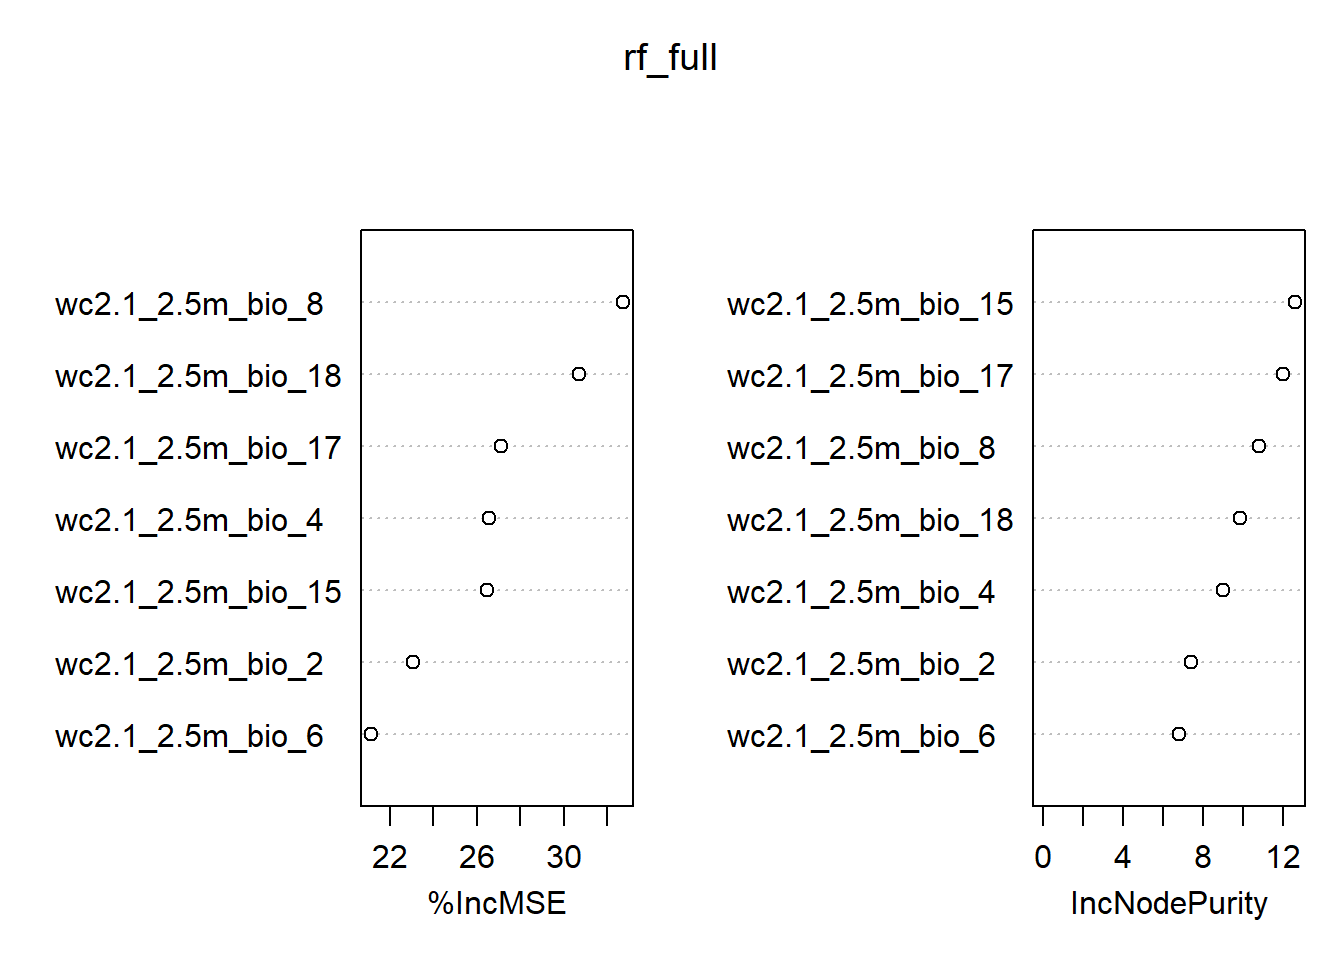 rf_full
wc2.1_2.5m_bio_8
wc2.1_2.5m_bio_18
wc2.1_2.5m_bio_17
wc2.1_2.5m_bio_4
wc2.1_2.5m_bio_15
wc2.1_2.5m_bio_2
wc2.1_2.5m_bio_6
22 26 30
%IncMSE
wc2.1_2.5m_bio_15
wc2.1_2.5m_bio_17
wc2.1_2.5m_bio_8
wc2.1_2.5m_bio_18
wc2.1_2.5m_bio_4
wc2.1_2.5m_bio_2
wc2.1_2.5m_bio_6
0 4 8 12
IncNodePurity